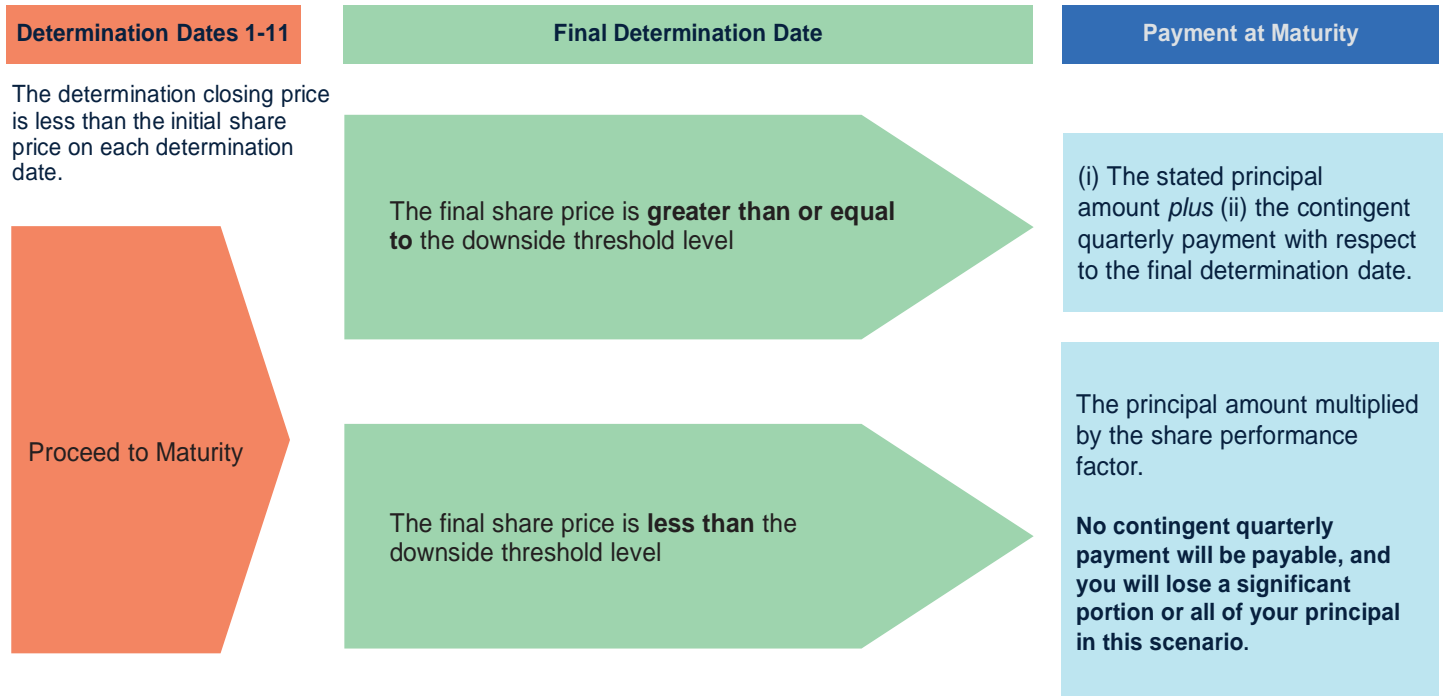 Determination Dates 1-11
Final Determination Date
Payment at Maturity
The determination closing price
is less than the initial share
price on each determination
date.
Proceed to Maturity
The final share price is greater than or equal
to the downside threshold level
(i) The stated principal
amount plus (ii) the contingent
quarterly payment with respect
to the final determination date.
The final share price is less than the
downside threshold level
The principal amount multiplied
by the share performance
factor.
No contingent quarterly
payment will be payable, and
you will lose a significant
portion or all of your principal
in this scenario.